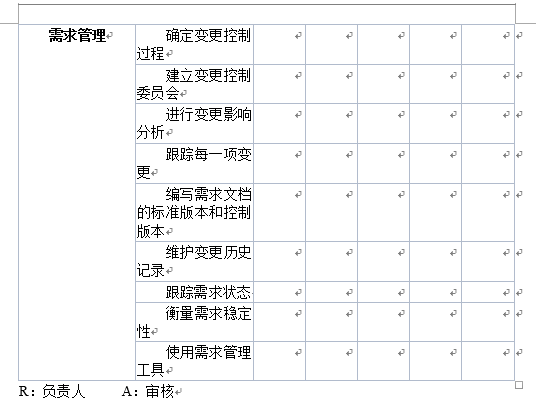 需求管理
确定变更控制
过程
建立变更控制
委员会
进行变更影响
分析
跟踪每一项变
更
编写需求文档
的标准版本和控制
版本
维护变更历史
记录
跟踪需求状态
衡量需求稳定
性
使用需求管理
工具
R：负责人 A：审核